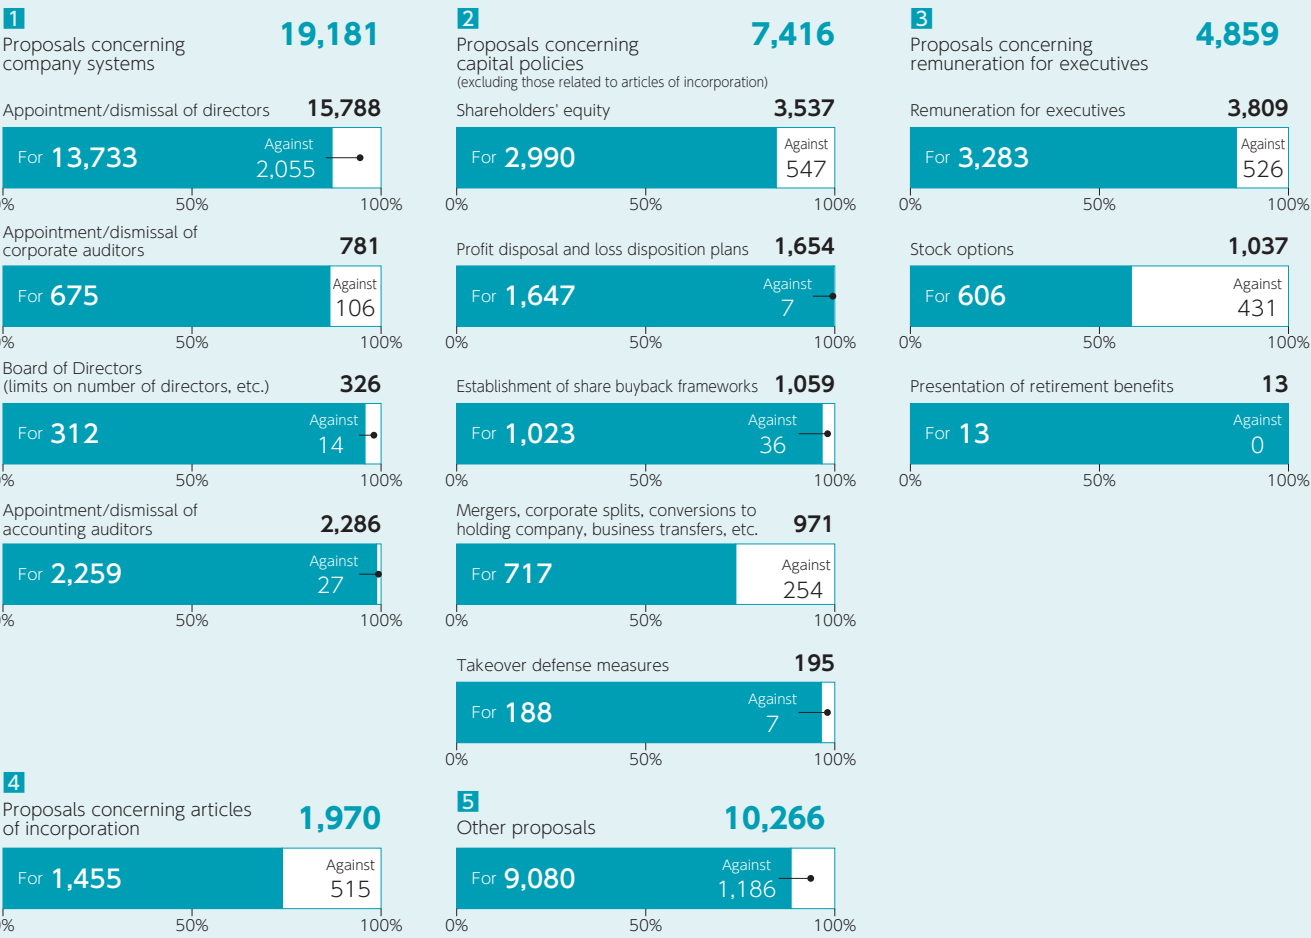 1
19,181
Proposals concerning
company systems
Appointment/dismissal of directors 15,788
For 13,733 Against
2,055
0% 50% 100%
Appointment/dismissal of
corporate auditors 781
For 675 Against
106
0% 50% 100%
Board of Directors
(limits on number of directors, etc.) 326
For 312 Against
14
0% 50% 100%
Appointment/dismissal of
accounting auditors 2,286
For 2,259 Against
27
0% 50% 100%
2
7,416
Proposals concerning
capital policies
(excluding those related to articles of incorporation)
Shareholders' equity 3,537
For 2,990 Against
547
0% 50% 100%
Profit disposal and loss disposition plans 1,654
For 1,647 Against
7
0% 50% 100%
Establishment of share buyback frameworks 1,059
For 1,023 Against
36
0% 50% 100%
Mergers, corporate splits, conversions to
holding company, business transfers, etc. 971
For 717 Against
254
0% 50% 100%
Takeover defense measures 195
For 188 Against
7
0% 50% 100%
3
4,859
Proposals concerning
remuneration for executives
Remuneration for executives 3,809
For 3,283 Against
526
0% 50% 100%
Stock options 1,037
For 606 Against
431
0% 50% 100%
Presentation of retirement benefits 13
For 13 Against
0
0% 50% 100%
4
Proposals concerning articles
of incorporation 1,970
For 1,455 Against
515
0% 50% 100%
5
Other proposals 10,266
For 9,080 Against
1,186
0% 50% 100%